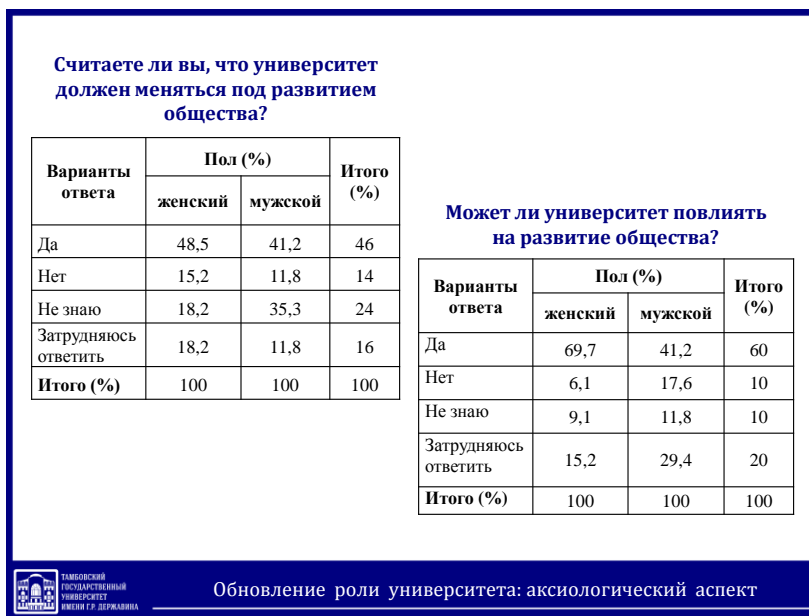 Считаете ли вы, что университет
должен меняться под развитием
общества?
Варианты ответа Пол (%) Итого (%)
женский мужской
Да 48,5 41,2 46
Нет 15,2 11,8 14
Не знаю 18,2 35,3 24
Затрудняюсь
ответить 18,2 11,8 16
Итого (%) 100 100 100
Может ли университет повлиять
на развитие общества?
Варианты ответа Пол (%) Итого (%)
женский мужской
Да 69,7 41,2 60
Нет 6,1 17,6 10
Не знаю 9,1 11,8 10
Затрудняюсь
ответить 15,2 29,4 20
Итого (%) 100 100 100
ТАМБОВСКИЙ
ГОСУДАРСТВЕННЫЙ
УНИВЕРСИТЕТ
ИМЕНИ Г.Р. ДЕРЖАВИНА
Обновление роли университета: аксиологический аспект